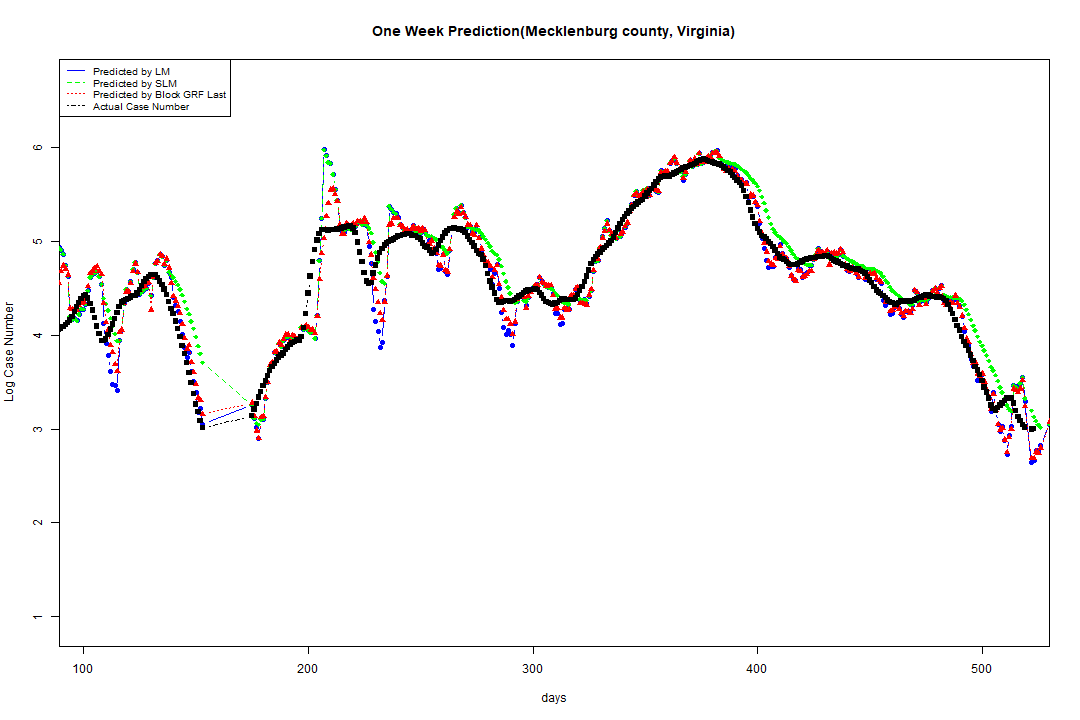 One Week Prediction(Mecklenburg county, Virginia)
Predicted by LM
Predicted by SLM
Predicted by Block GRF Last
Actual Case Number
6
5
4
3
2
1
Log Case Number
100 200 300 400 500
days